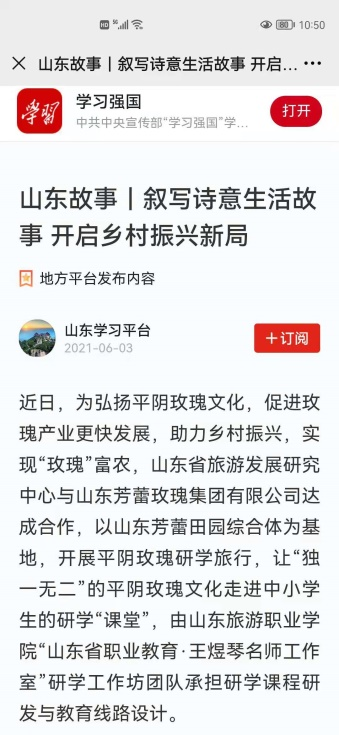 HD 5G 80 10:50
山东故事丨叙写诗意生活故事 开启...
学习 学习强国
中共中央宣传部“学习强国”学...
打开
山东故事丨叙写诗意生活故
事 开启乡村振兴新局
地方平台发布内容
山东学习平台
2021-06-03
＋订阅
近日，为弘扬平阴玫瑰文化，促进玫
瑰产业更快发展，助力乡村振兴，实
现“玫瑰”富农，山东省旅游发展研究
中心与山东芳蕾玫瑰集团有限公司达
成合作，以山东芳蕾田园综合体为基
地，开展平阴玫瑰研学旅行，让“独
一无二”的平阴玫瑰文化走进中小学
生的研学“课堂”，由山东旅游职业学
院“山东省职业教育·王煜琴名师工作
室”研学工作坊团队承担研学课程研
发与教育线路设计。